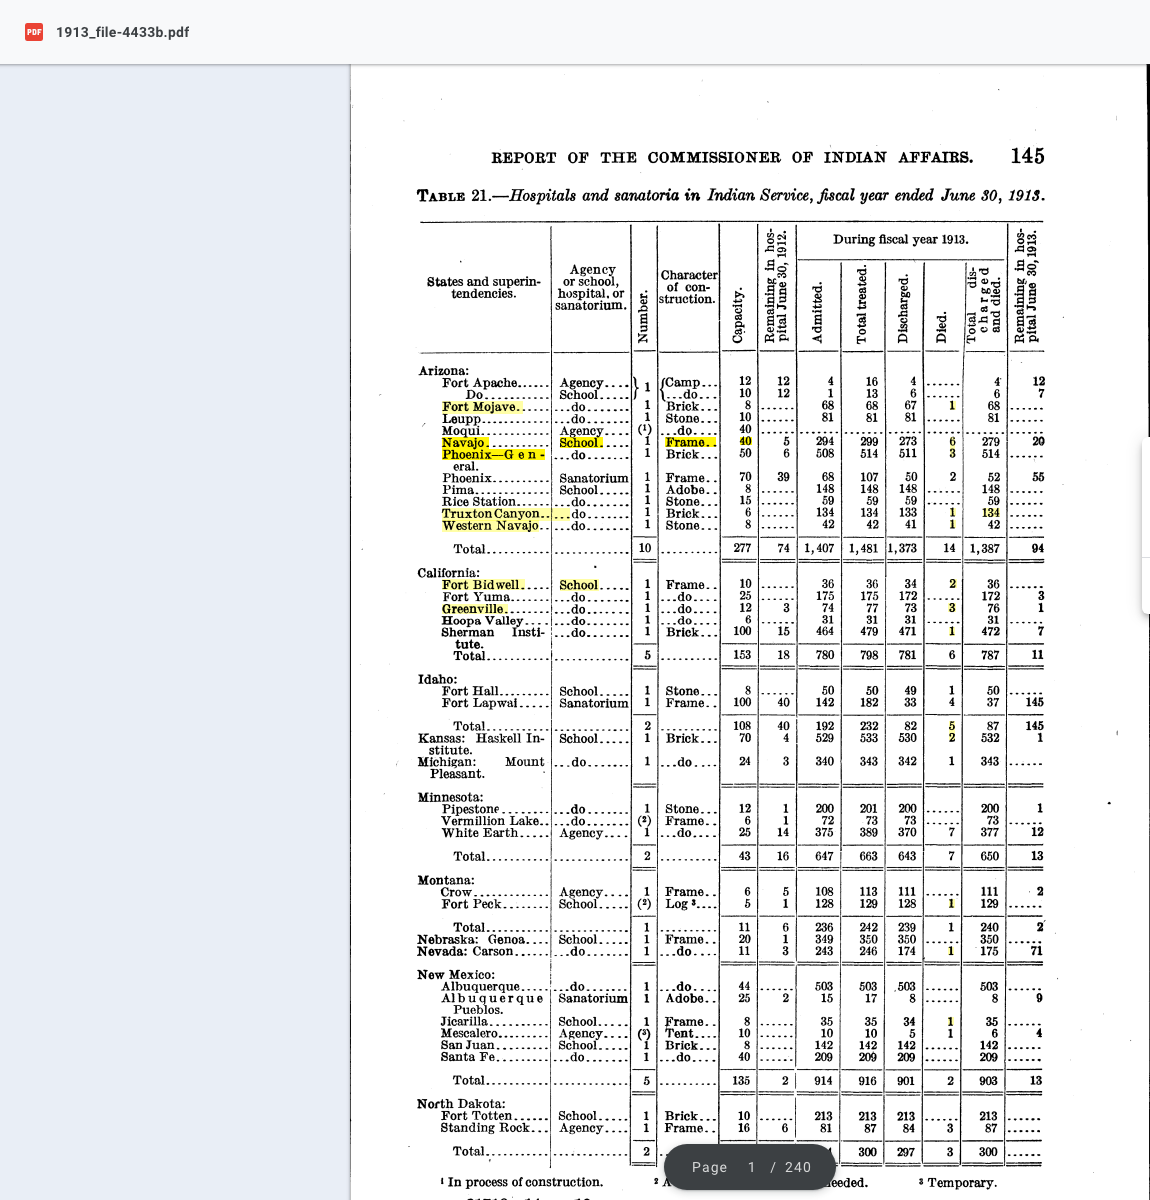 1913_file-4433b.pdf
REPORT OF THE COMMISSIONER OF INDIAN AFFAIRS. 145
TABLE 21.—Hospitals and sanatoria in Indian Service, fiscal year ended June 30, 1913.
States and superin-tendencies. Agency or school, hospital, or sanatorium. Number. Character of con-struction. Capacity. Remaining in hos-pital June 30, 1912. During fiscal year 1913. Admitted. Total treated. Discharged. Died. Total dis-charged and died. Remaining in hos-pital June 30, 1913.
Arizona:
Fort Apache...... Agency.... } 1 { Camp... 12 12 4 16 4 ...... 4 12
Do........... School..... ...do.... 10 12 1 13 6 ...... 6 7
Fort Mojave...... ...do....... 1 Brick... 8 ...... 68 68 67 1 68 ......
Leupp............ ...do....... 1 Stone... 10 ...... 81 81 81 ...... 81 ......
Moqui............ Agency.... (1) ...do.... 40 ...... ...... ...... ...... ...... ...... ......
Navajo........... School..... 1 Frame.. 40 5 294 299 273 6 279 20
Phoenix—Gen- ...do....... 1 Brick... 50 6 508 514 511 3 514 ......
eral.
Phoenix.......... Sanatorium 1 Frame.. 70 39 68 107 50 2 52 55
Pima............. School..... 1 Adobe.. 8 ...... 148 148 148 ...... 148 ......
Rice Station..... ...do....... 1 Stone... 15 ...... 59 59 59 ...... 59 ......
Truxton Canyon.. ...do....... 1 Brick... 6 ...... 134 134 133 1 134 ......
Western Navajo.. ...do....... 1 Stone... 8 ...... 42 42 41 1 42 ......
Total........... ............ 10 .......... 277 74 1,407 1,481 1,373 14 1,387 94
California:
Fort Bidwell..... School..... 1 Frame.. 10 ...... 36 36 34 2 36 ......
Fort Yuma....... ...do....... 1 ...do.... 25 ...... 175 175 172 ...... 172 3
Greenville....... ...do....... 1 ...do.... 12 3 74 77 73 3 76 1
Hoopa Valley.... ...do....... 1 ...do.... 6 ...... 31 31 31 ...... 31 ......
Sherman Insti- ...do....... 1 Brick... 100 15 464 479 471 1 472 7
tute.
Total........... ............ 5 .......... 153 18 780 798 781 6 787 11
Idaho:
Fort Hall........ School..... 1 Stone... 8 ...... 50 50 49 1 50 ......
Fort Lapwai..... Sanatorium 1 Frame.. 100 40 142 182 33 4 37 145
Total........... ............ 2 .......... 108 40 192 232 82 5 87 145
Kansas: Haskell In- School..... 1 Brick... 70 4 529 533 530 2 532 1
stitute.
Michigan: Mount ...do....... 1 ...do.... 24 3 340 343 342 1 343 ......
Pleasant.
Minnesota:
Pipestone........ ...do....... 1 Stone... 12 1 200 201 200 ...... 200 1
Vermillion Lake.. ...do....... (2) Frame.. 6 1 72 73 73 ...... 73 ......
White Earth..... Agency.... 1 ...do.... 25 14 375 389 370 7 377 12
Total........... ............ 2 .......... 43 16 647 663 643 7 650 13
Montana:
Crow............. Agency.... 1 Frame.. 6 5 108 113 111 ...... 111 2
Fort Peck........ School..... (2) Log 3.... 5 1 128 129 128 1 129 ......
Total........... ............ 1 .......... 11 6 236 242 239 1 240 2
Nebraska: Genoa.... School..... 1 Frame.. 20 1 349 350 350 ...... 350 ......
Nevada: Carson..... ...do....... 1 ...do.... 11 3 243 246 174 1 175 71
New Mexico:
Albuquerque..... ...do....... 1 ...do.... 44 ...... 503 503 503 ...... 503 ......
Albuquerque Sanatorium 1 Adobe.. 25 2 15 17 8 ...... 8 9
Pueblos.
Jicarilla......... School..... 1 Frame.. 8 ...... 35 35 34 1 35 ......
Mescalero........ Agency.... (3) Tent.... 10 ...... 10 10 5 1 6 4
San Juan......... School..... 1 Brick... 8 ...... 142 142 142 ...... 142 ......
Santa Fe......... ...do....... 1 ...do.... 40 ...... 209 209 209 ...... 209 ......
Total........... ............ 5 .......... 135 2 914 916 901 2 903 13
North Dakota:
Fort Totten...... School..... 1 Brick... 10 ...... 213 213 213 ...... 213 ......
Standing Rock... Agency.... 1 Frame.. 16 6 81 87 84 3 87 ......
Total........... ............ 2 300 297 3 300 ......
Page 1 / 240
1 In process of construction. 2 3 Temporary.